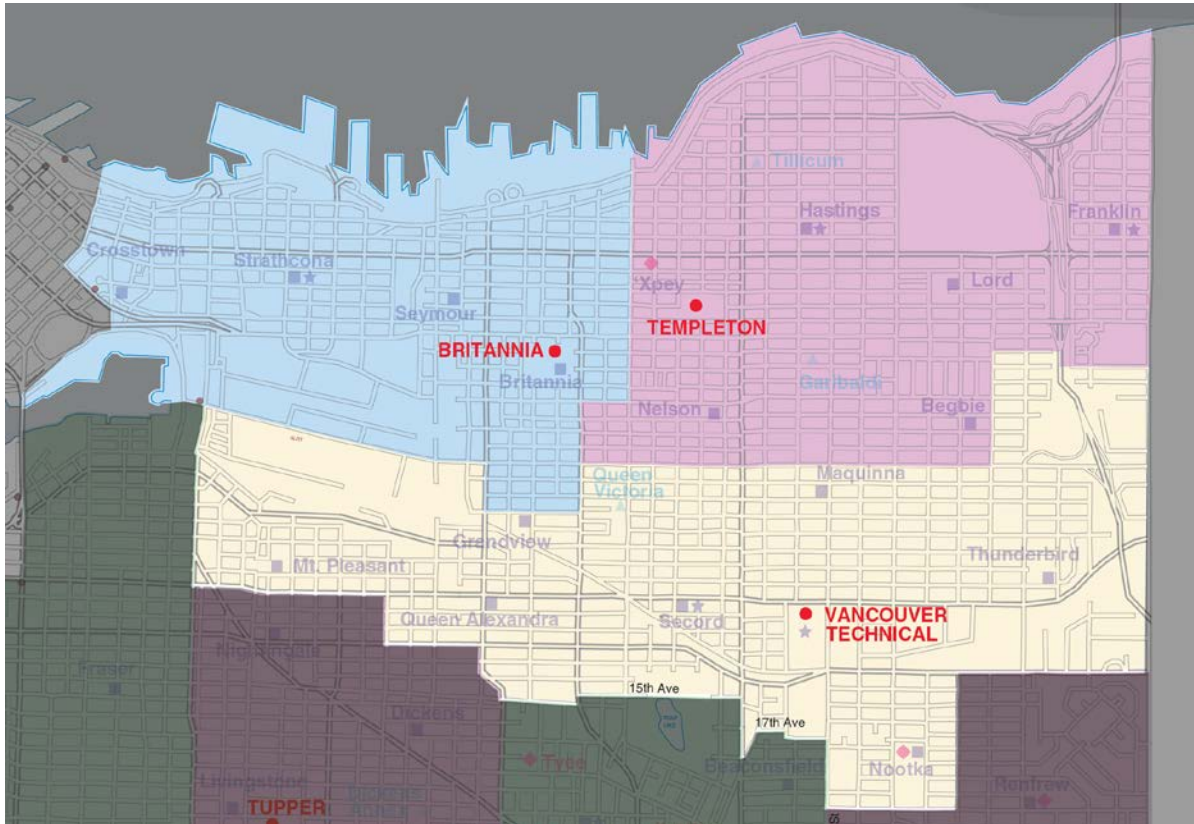 Tillicum
Hastings
Franklin
Crosstown
Strathcona
Xpey
Lord
Seymour
TEMPLETON
BRITANNIA
Britannia
Garibaldi
Nelson
Begbie
Queen
Victoria
Maquinna
Grandview
Thunderbird
Mt. Pleasant
Queen Alexandra
Secord
VANCOUVER
TECHNICAL
Nightingale
Fraser
15th Ave
Dickens
17th Ave
Tyee
Beaconsfield
Nootka
Livingstone
Renfrew
TUPPER